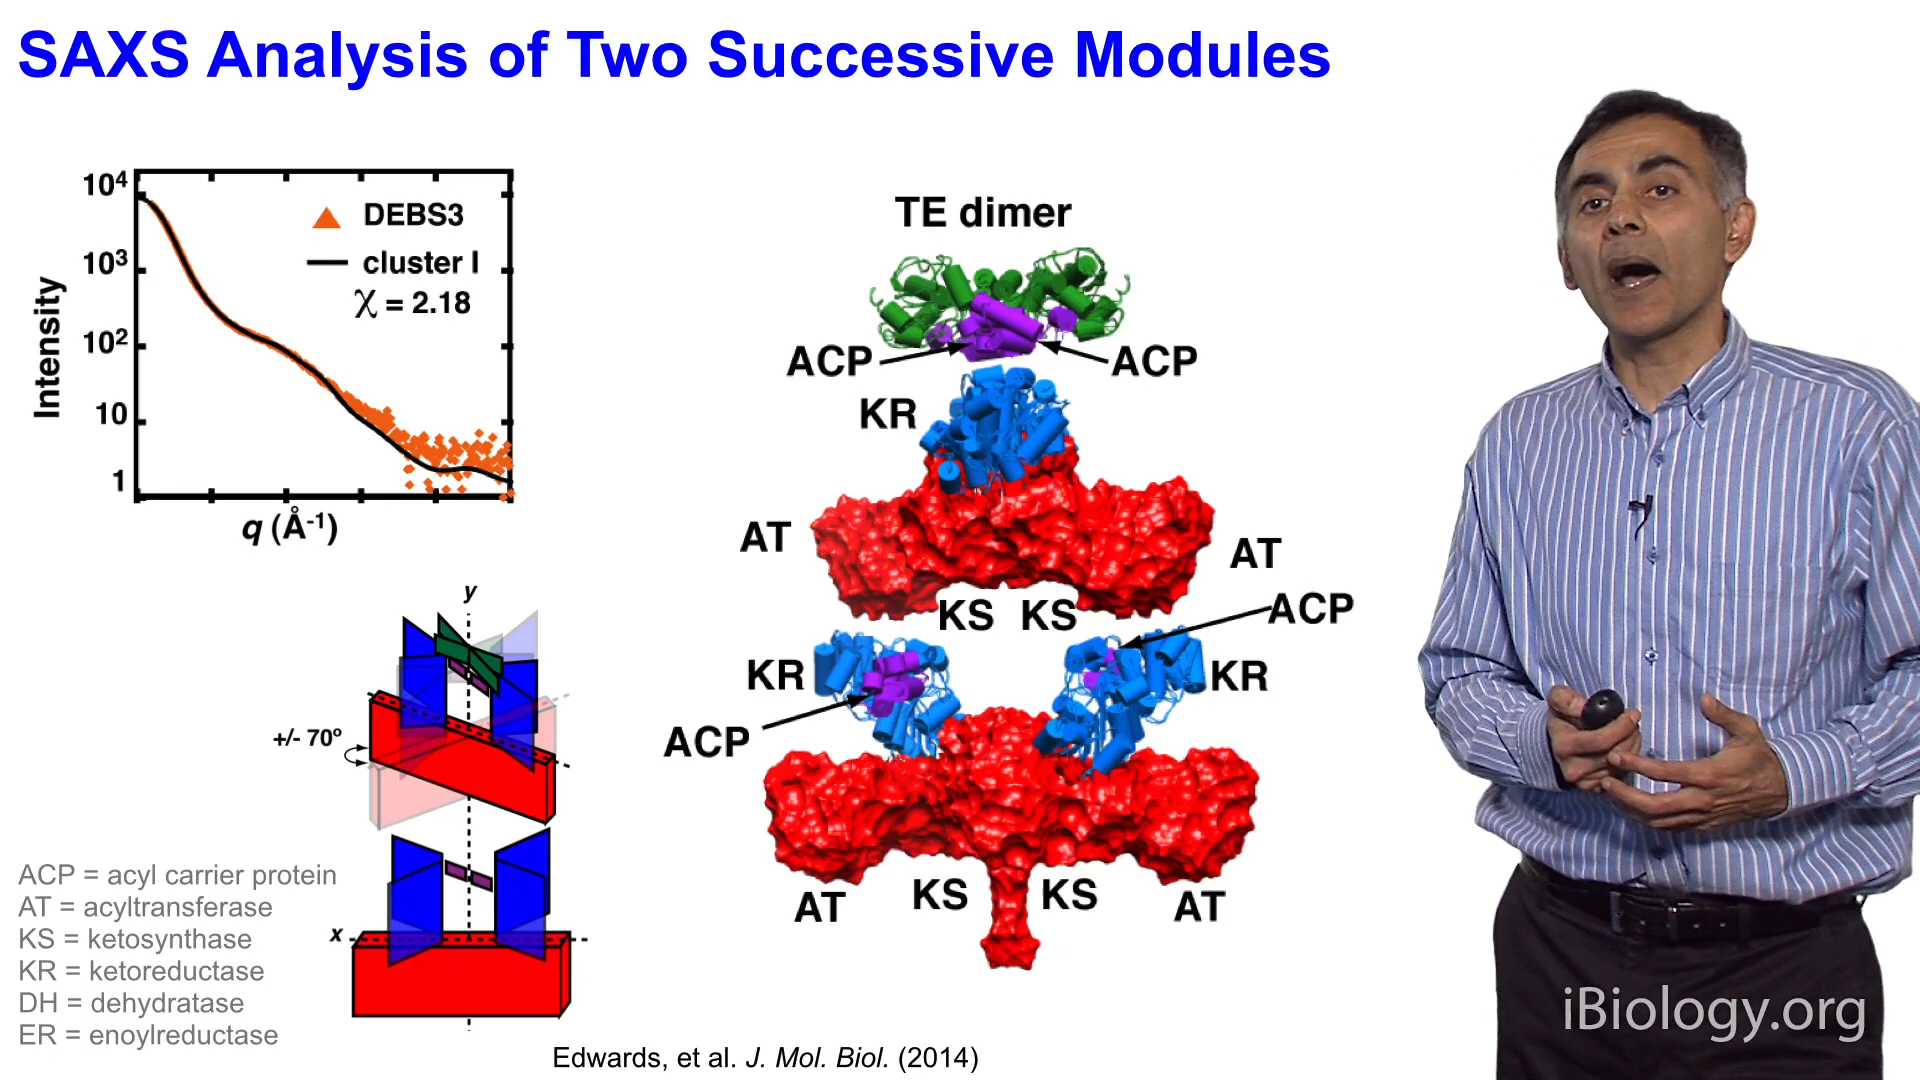 SAXS Analysis of Two Successive Modules
10⁴
10³
10²
10
1
Intensity
q (Å⁻¹)
DEBS3
cluster I
χ = 2.18
TE dimer
ACP
ACP
KR
AT
AT
KS KS
ACP
KR
KR
ACP
AT
KS
KS
AT
y
+/- 70º
x
ACP = acyl carrier protein
AT = acyltransferase
KS = ketosynthase
KR = ketoreductase
DH = dehydratase
ER = enoylreductase
Edwards, et al. J. Mol. Biol. (2014)
iBiology.org